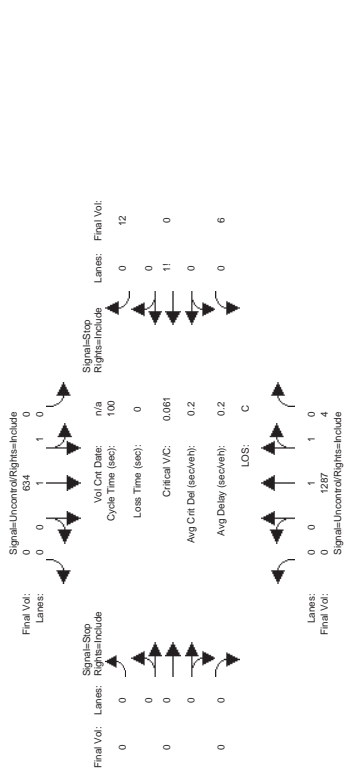 Signal=Uncontrol/Rights=Include
Final Vol: 0 634 0
Lanes: 0 0 1 1 0
Signal=Stop Signal=Stop
Final Vol: Lanes: Rights=Include Vol Cnt Date: n/a Rights=Include Lanes: Final Vol:
Cycle Time (sec): 100
0 0 0 12
Loss Time (sec): 0
0 0
0 0 Critical V/C: 0.061 1! 0
0 Avg Crit Del (sec/veh): 0.2 0
0 0 Avg Delay (sec/veh): 0.2 0 6
LOS: C
Lanes: 0 0 1 1 0
Final Vol: 0 1287 4
Signal=Uncontrol/Rights=Include